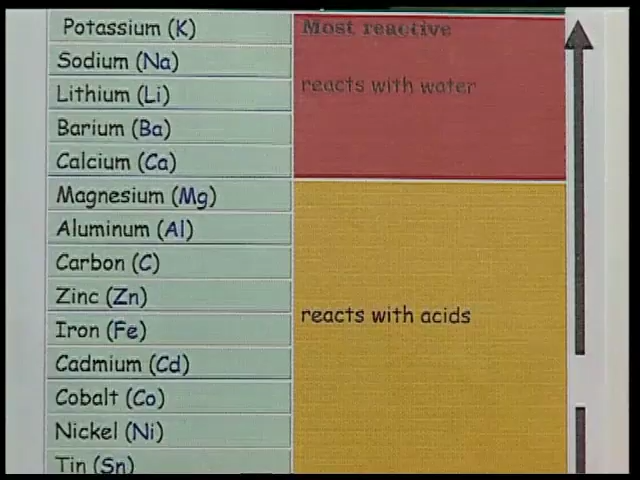 Potassium (K)
Most reactive
Sodium (Na)
Lithium (Li)
reacts with water
Barium (Ba)
Calcium (Ca)
Magnesium (Mg)
Aluminum (Al)
Carbon (C)
Zinc (Zn)
reacts with acids
Iron (Fe)
Cadmium (Cd)
Cobalt (Co)
Nickel (Ni)
Tin (Sn)